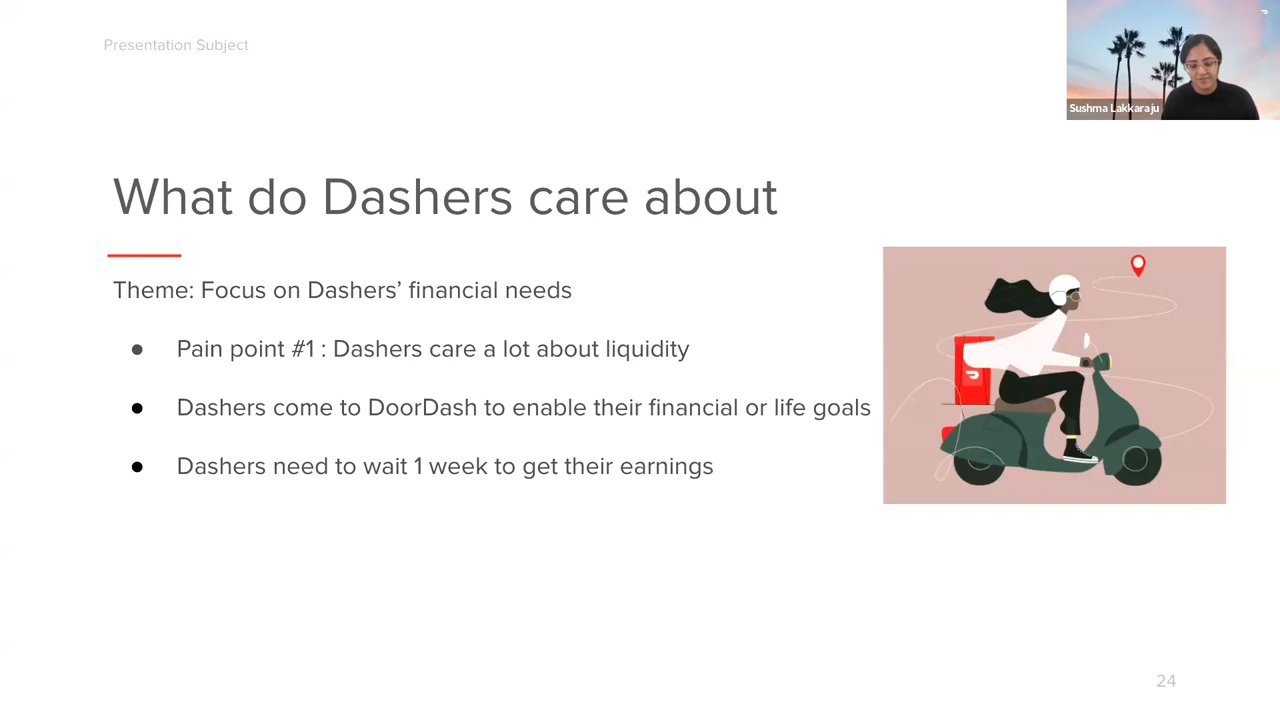 Presentation Subject
Sushma Lakkaraju
What do Dashers care about
Theme: Focus on Dashers’ financial needs
● Pain point #1 : Dashers care a lot about liquidity
● Dashers come to DoorDash to enable their financial or life goals
● Dashers need to wait 1 week to get their earnings
24